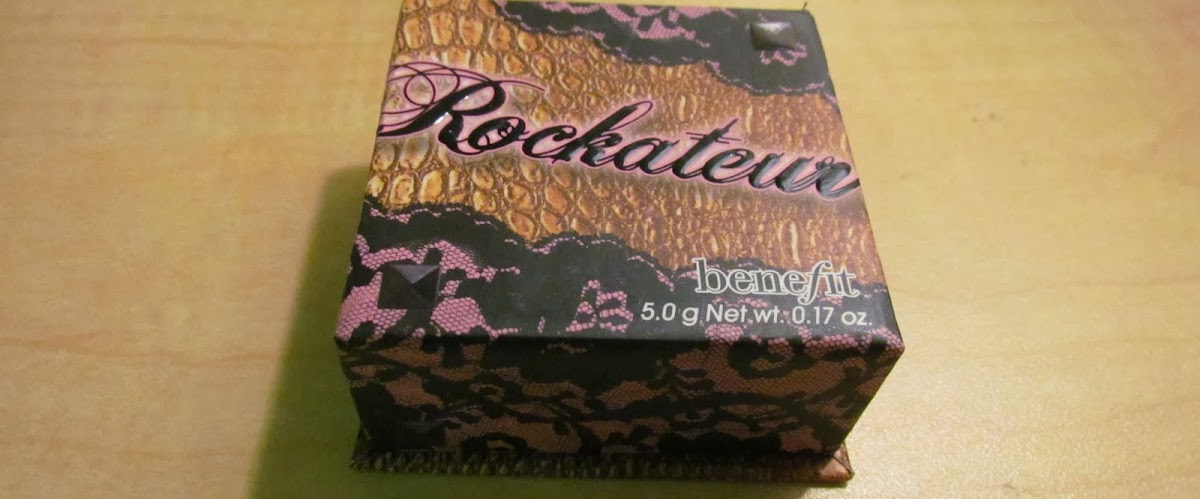 Rockateur
benefit
5.0 g Net wt. 0.17 oz.